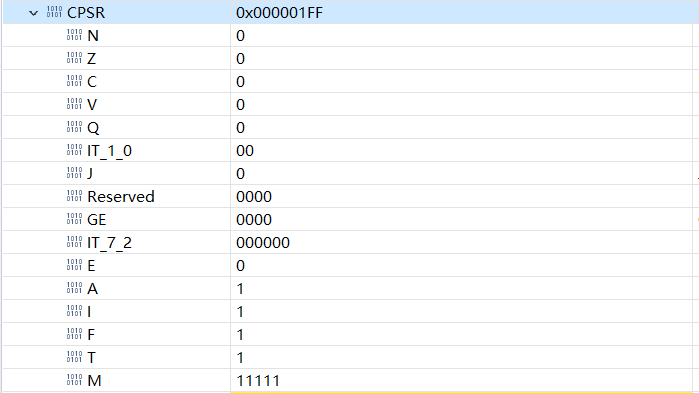 CPSR 0x000001FF
N 0
Z 0
C 0
V 0
Q 0
IT_1_0 00
J 0
Reserved 0000
GE 0000
IT_7_2 000000
E 0
A 1
I 1
F 1
T 1
M 11111